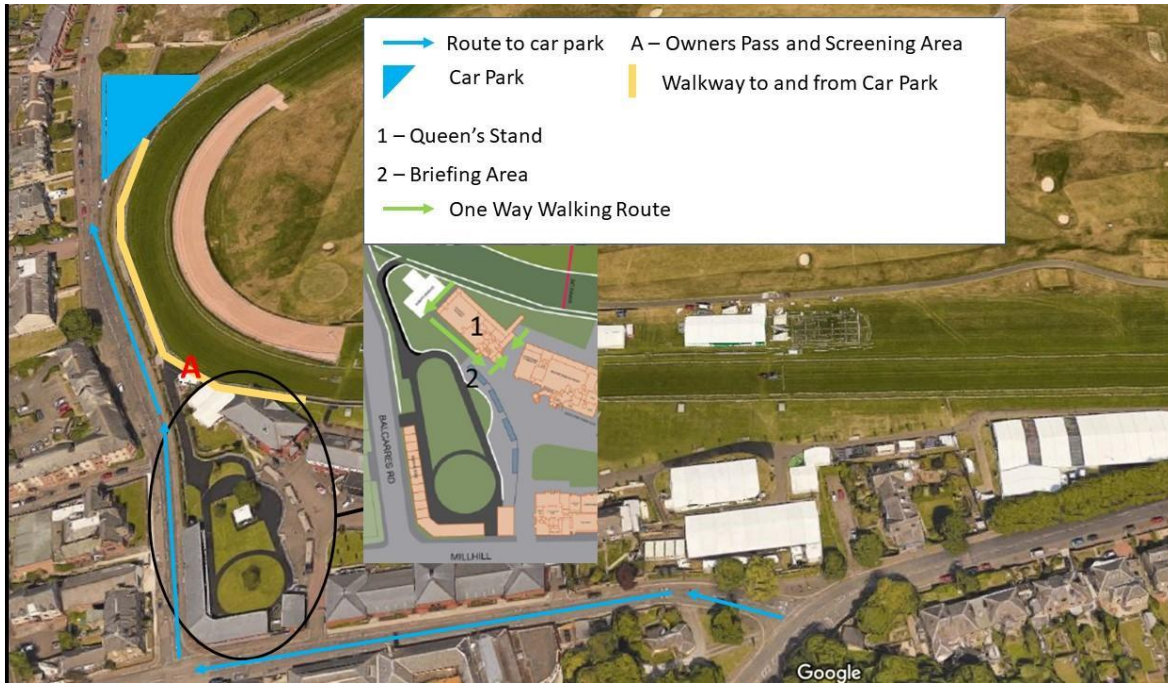 Route to car park
A – Owners Pass and Screening Area
Car Park
Walkway to and from Car Park
1 – Queen's Stand
2 – Briefing Area
One Way Walking Route
1
2
A
BALCARRES RD
MILLHILL
Google